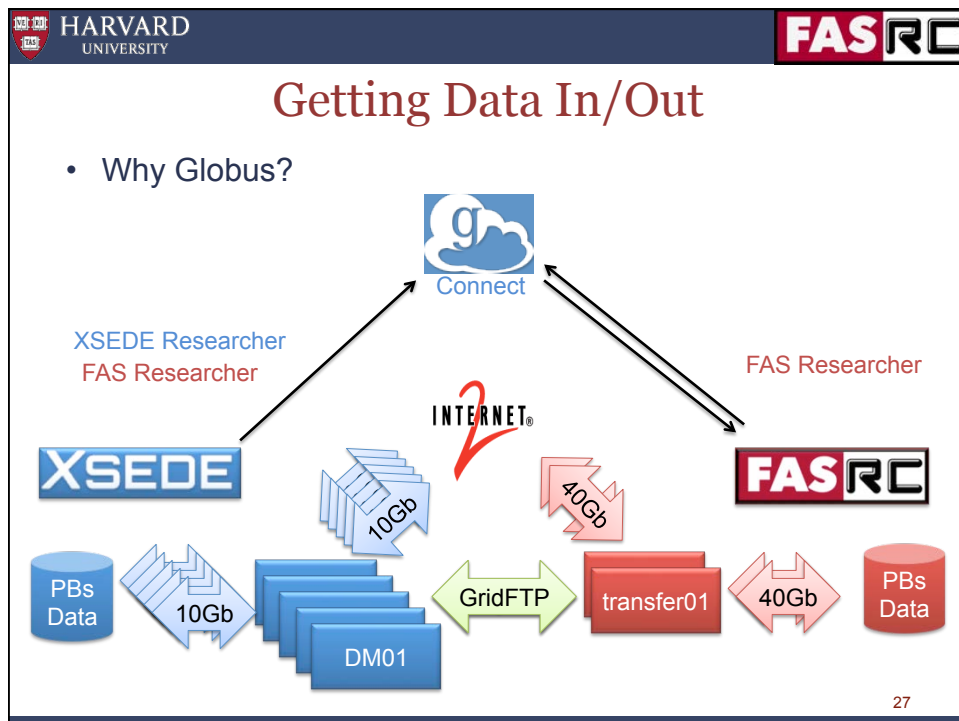 HARVARD
UNIVERSITY
FAS RC
Getting Data In/Out
• Why Globus?
g
Connect
XSEDE Researcher
FAS Researcher
FAS Researcher
INTERNET®
2
XSEDE
10Gb
40Gb
FAS RC
PBs
Data
10Gb
DM01
GridFTP
transfer01
40Gb
PBs
Data
27